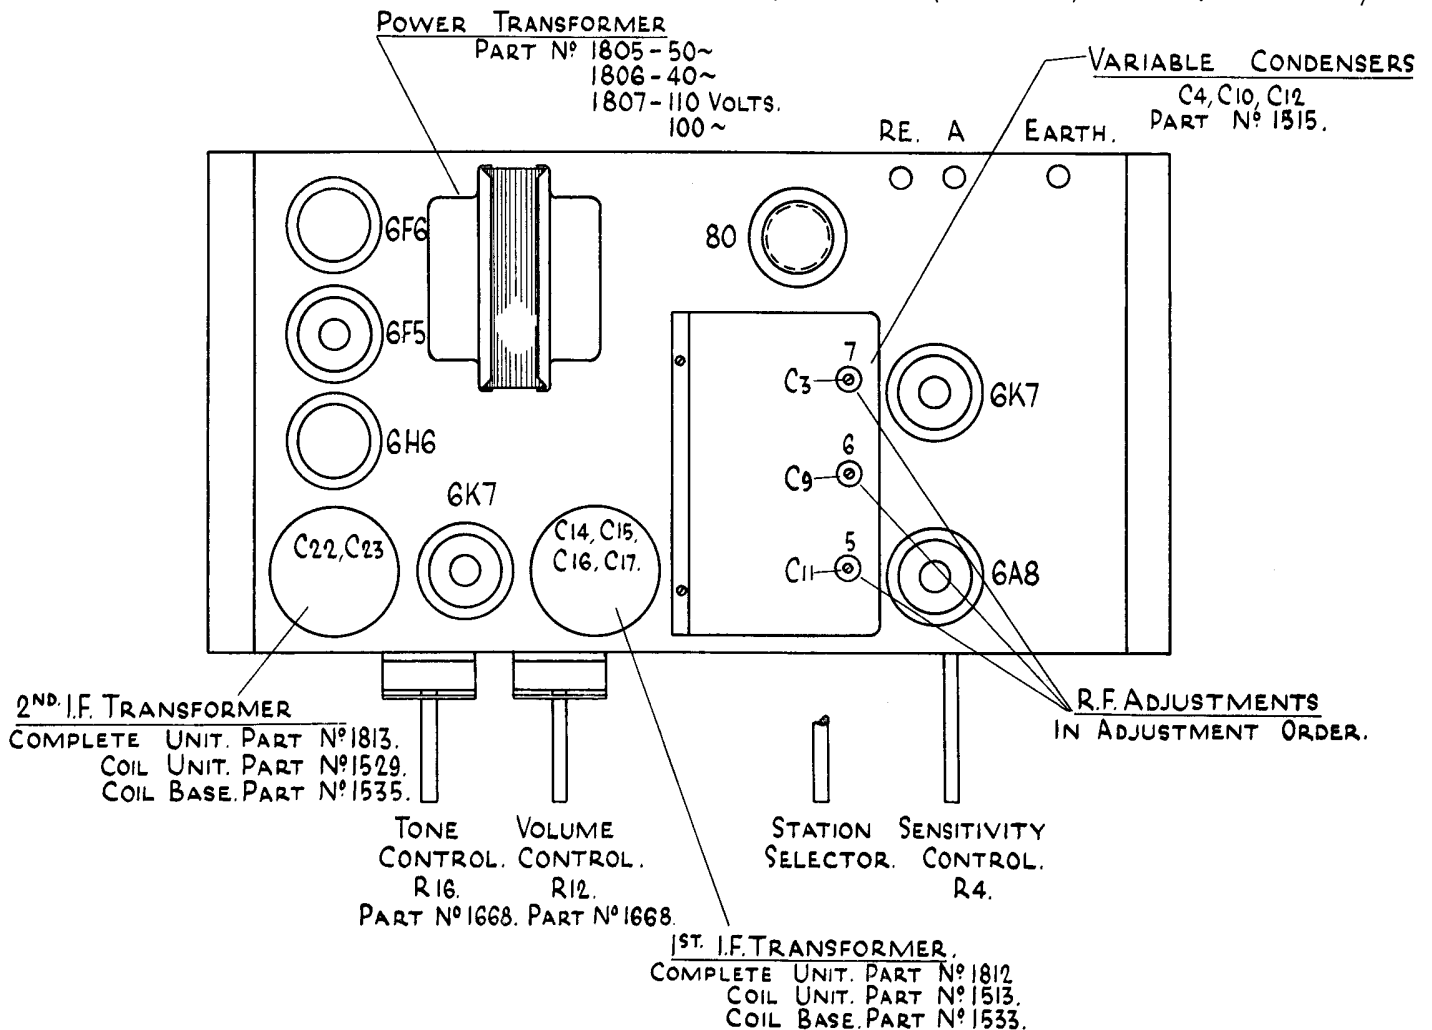 POWER TRANSFORMER
PART Nº 1805-50~
1806-40~
1807-110 VOLTS.
100~
VARIABLE CONDENSERS
C4, C10, C12
PART Nº 1515.
RE. A EARTH.
6F6
80
6F5
7
C3
6K7
6H6
6
C9
6K7
C22, C23
C14, C15,
C16, C17.
5
C11
6A8
2ND. I.F. TRANSFORMER
COMPLETE UNIT. PART Nº 1813.
COIL UNIT. PART Nº 1529.
COIL BASE. PART Nº 1535.
R.F. ADJUSTMENTS
IN ADJUSTMENT ORDER.
TONE
CONTROL.
R16.
PART Nº 1668.
VOLUME
CONTROL.
R12.
PART Nº 1668.
STATION
SELECTOR.
SENSITIVITY
CONTROL.
R4.
1ST. I.F. TRANSFORMER.
COMPLETE UNIT. PART Nº 1812
COIL UNIT. PART Nº 1513.
COIL BASE. PART Nº 1533.